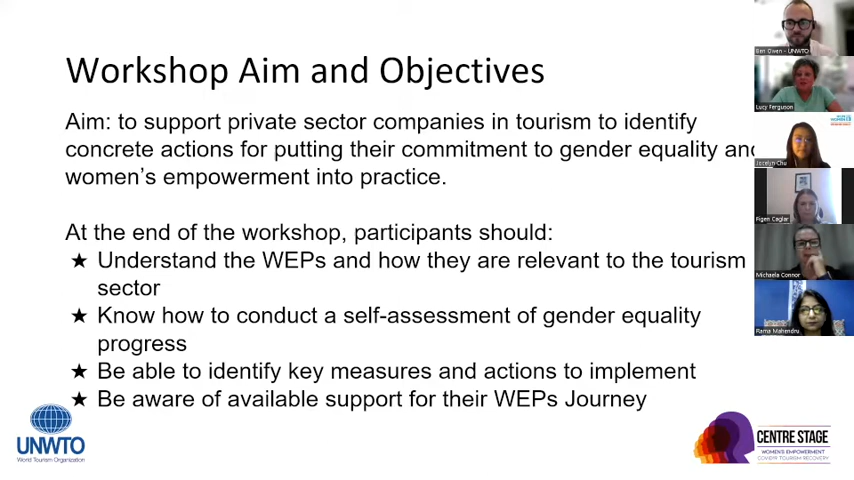 Workshop Aim and Objectives
Aim: to support private sector companies in tourism to identify
concrete actions for putting their commitment to gender equality and
women's empowerment into practice.
At the end of the workshop, participants should:
★ Understand the WEPs and how they are relevant to the tourism
sector
★ Know how to conduct a self-assessment of gender equality
progress
★ Be able to identify key measures and actions to implement
★ Be aware of available support for their WEPs Journey
UNWTO
World Tourism Organization
CENTRE STAGE
WOMEN'S EMPOWERMENT
COVID19 TOURISM RECOVERY
Ben Owen - UNWTO
Lucy Ferguson
Jocelyn Chu
Figen Caglar
Michaela Connor
Rama Mahendru